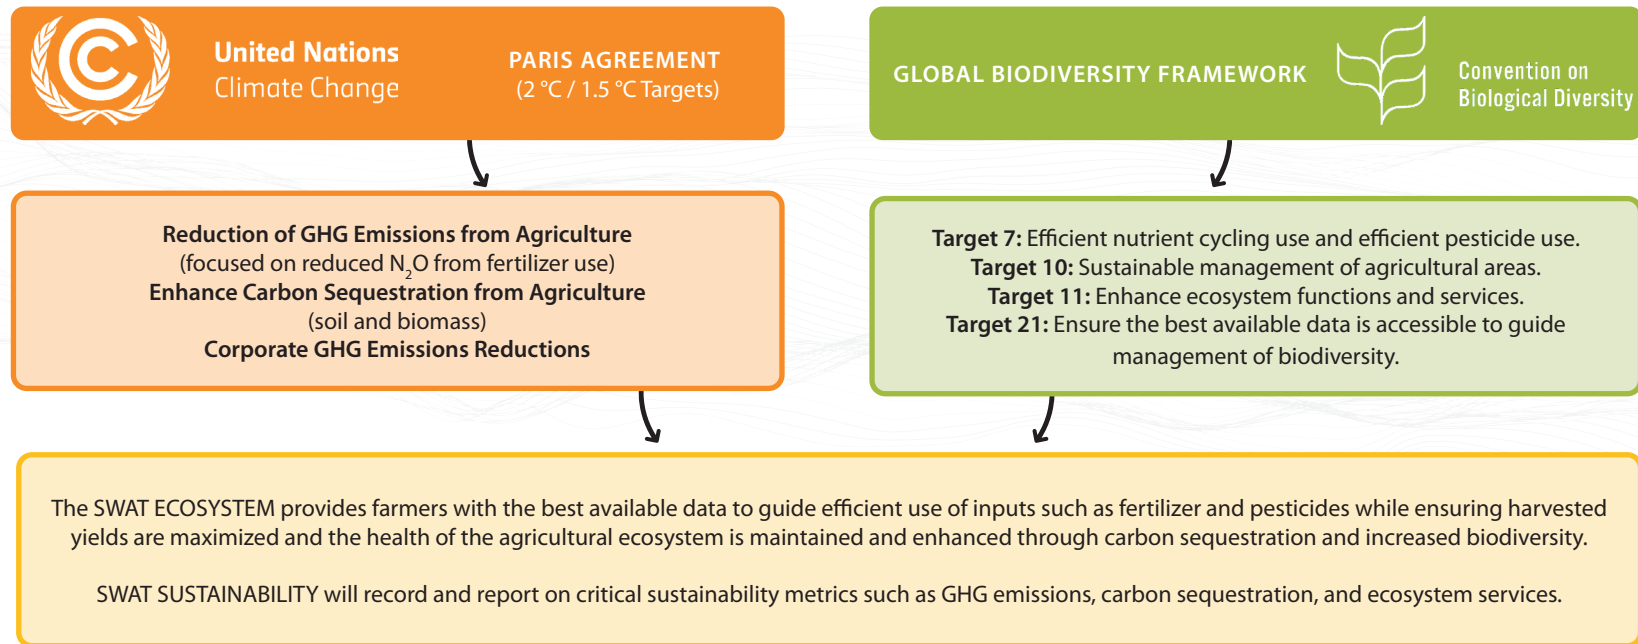 United Nations
Climate Change
PARIS AGREEMENT
(2 °C / 1.5 °C Targets)
GLOBAL BIODIVERSITY FRAMEWORK
Convention on
Biological Diversity
Reduction of GHG Emissions from Agriculture
(focused on reduced N₂O from fertilizer use)
Enhance Carbon Sequestration from Agriculture
(soil and biomass)
Corporate GHG Emissions Reductions
Target 7: Efficient nutrient cycling use and efficient pesticide use.
Target 10: Sustainable management of agricultural areas.
Target 11: Enhance ecosystem functions and services.
Target 21: Ensure the best available data is accessible to guide
management of biodiversity.
The SWAT ECOSYSTEM provides farmers with the best available data to guide efficient use of inputs such as fertilizer and pesticides while ensuring harvested
yields are maximized and the health of the agricultural ecosystem is maintained and enhanced through carbon sequestration and increased biodiversity.
SWAT SUSTAINABILITY will record and report on critical sustainability metrics such as GHG emissions, carbon sequestration, and ecosystem services.